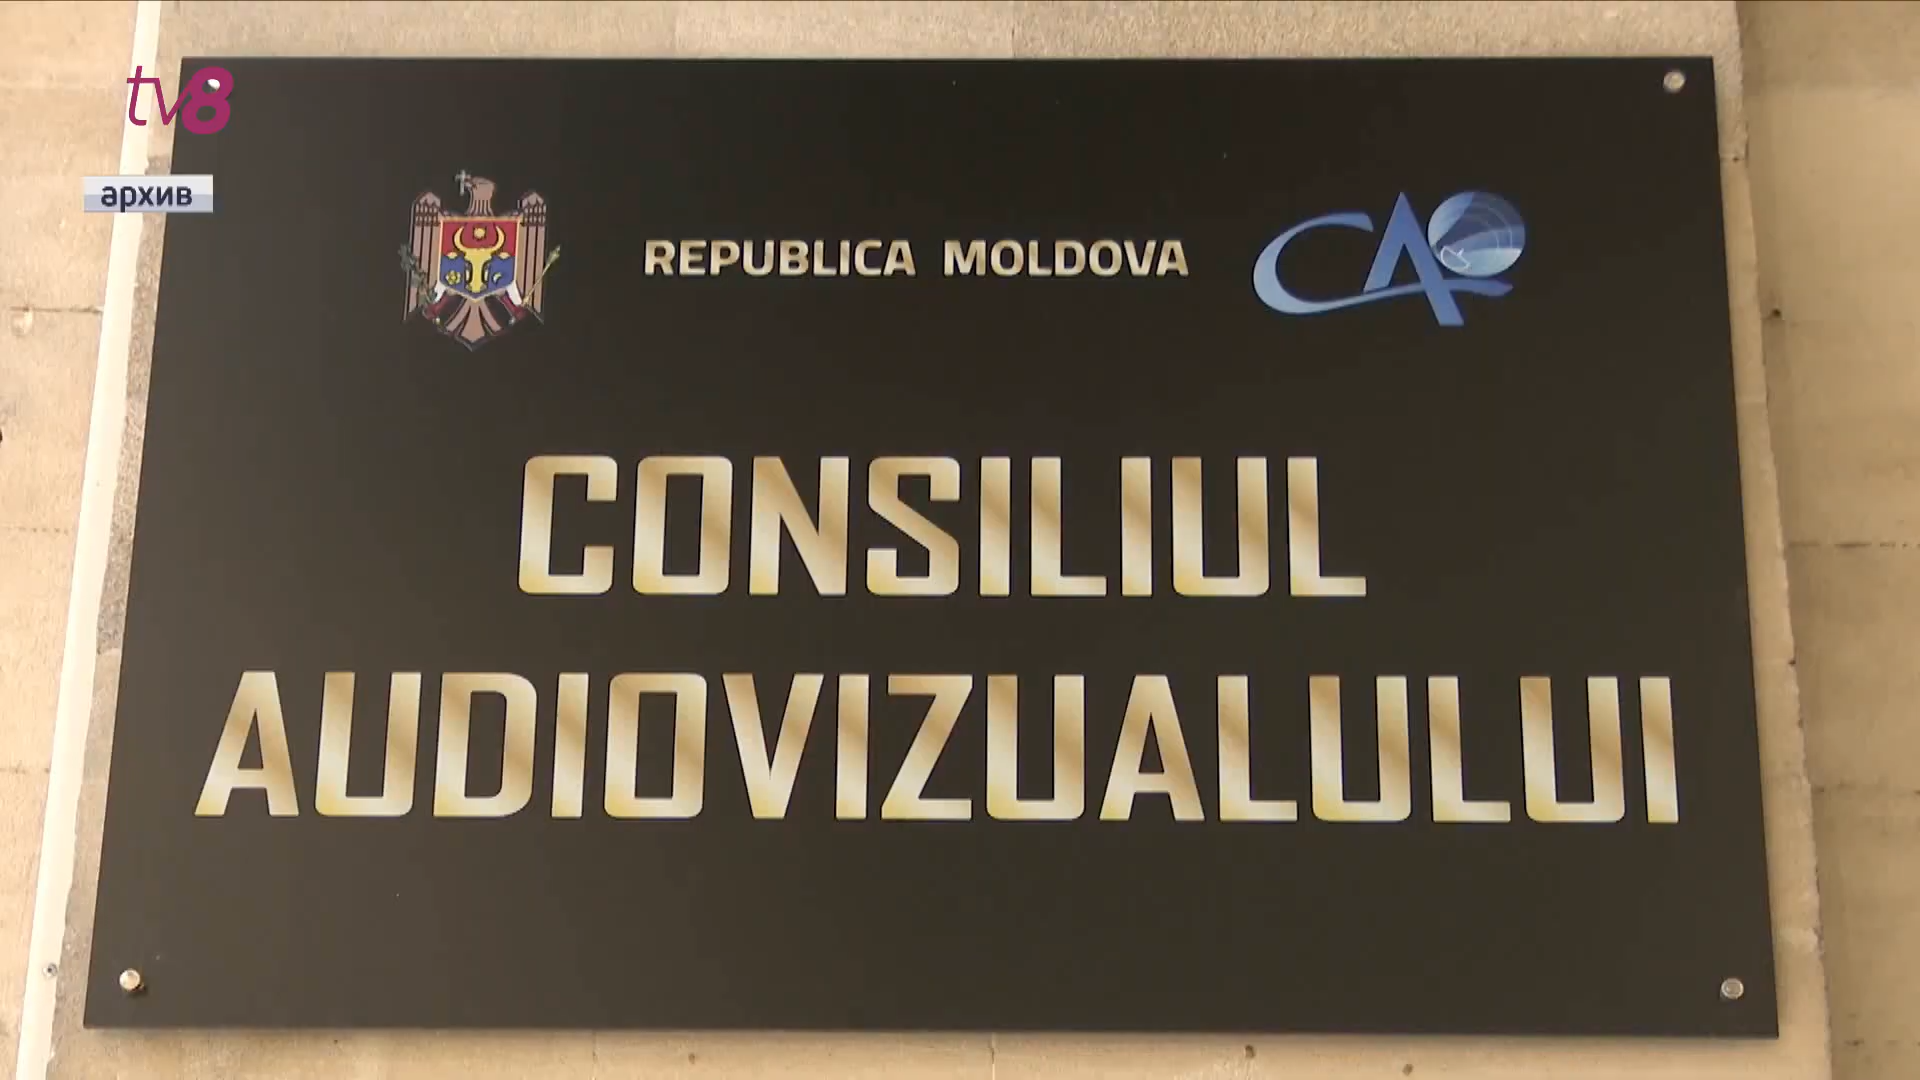 tv8
архив
REPUBLICA MOLDOVA
CA
CONSILIUL
AUDIOVIZUALULUI